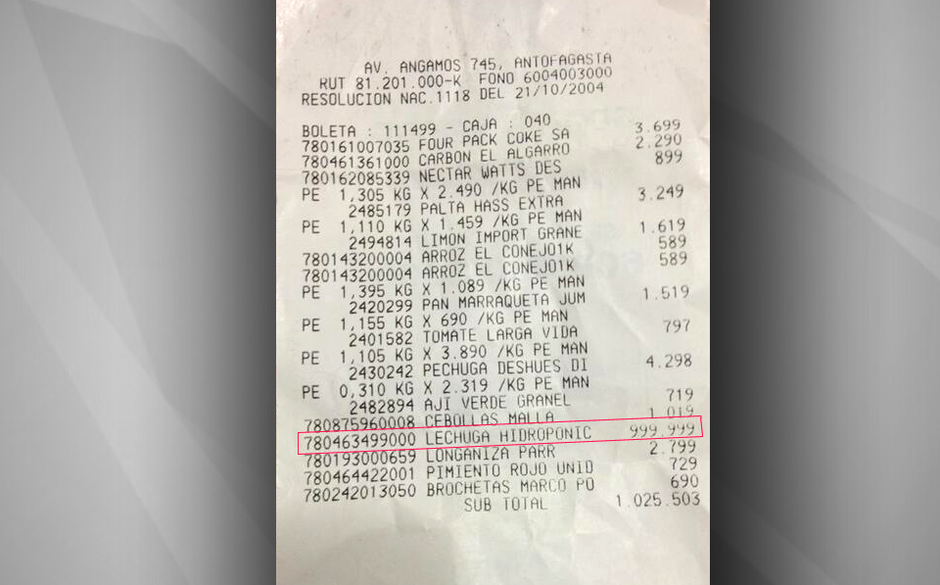 AV. ANGAMOS 745, ANTOFAGASTA
RUT 81.201.000-K FONO 6004003000
RESOLUCION NAC.1118 DEL 21/10/2004
BOLETA : 111499 - CAJA : 040
780161007035 FOUR PACK COKE SA 3.699
780461361000 CARBON EL ALGARRO 2.290
780162085339 NECTAR WATTS DES 899
PE 1,305 KG X 2.490 /KG PE MAN
2485179 PALTA HASS EXTRA 3.249
PE 1,110 KG X 1.459 /KG PE MAN
2494814 LIMON IMPORT GRANE 1.619
780143200004 ARROZ EL CONEJO1K 589
780143200004 ARROZ EL CONEJO1K 589
PE 1,395 KG X 1.089 /KG PE MAN
2420299 PAN MARRAQUETA JUM 1.519
PE 1,155 KG X 690 /KG PE MAN
2401582 TOMATE LARGA VIDA 797
PE 1,105 KG X 3.890 /KG PE MAN
2430242 PECHUGA DESHUES DI 4.298
PE 0,310 KG X 2.319 /KG PE MAN
2482894 AJI VERDE GRANEL 719
780875960008 CEBOLLAS MALLA 1.019
780463499000 LECHUGA HIDROPONIC 999.999
780193000659 LONGANIZA PARR 2.799
780464422001 PIMIENTO ROJO UNID 729
780242013050 BROCHETAS MARCO PO 690
SUB TOTAL 1.025.503